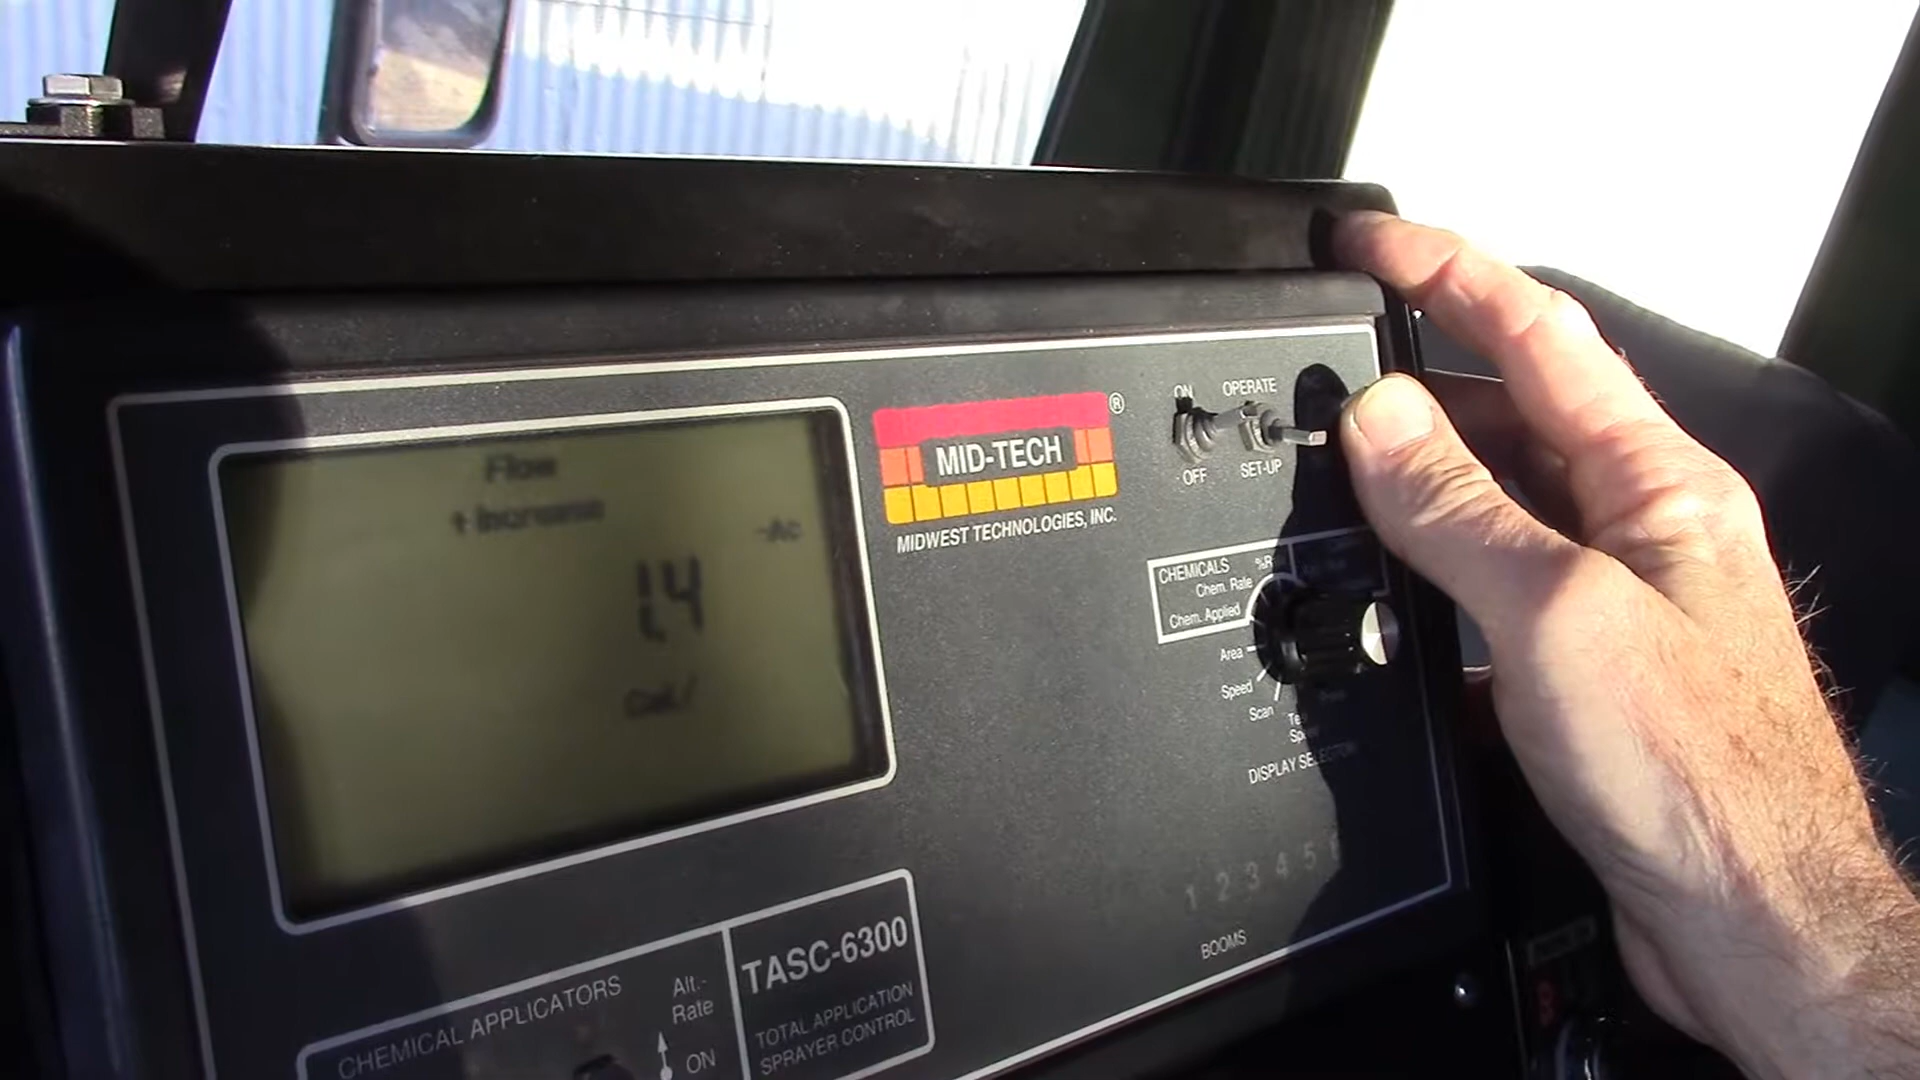 Flow
+Increase
-Ac
1.4
Gal/
MID-TECH®
MIDWEST TECHNOLOGIES, INC.
ON
OFF
OPERATE
SET-UP
CHEMICALS
Chem. Rate
Chem. Applied
Area
Speed
Scan
BOOMS
1 2 3 4 5
DISPLAY
TASC-6300
TOTAL APPLICATION
SPRAYER CONTROL
CHEMICAL APPLICATORS
Alt.-
Rate
ON